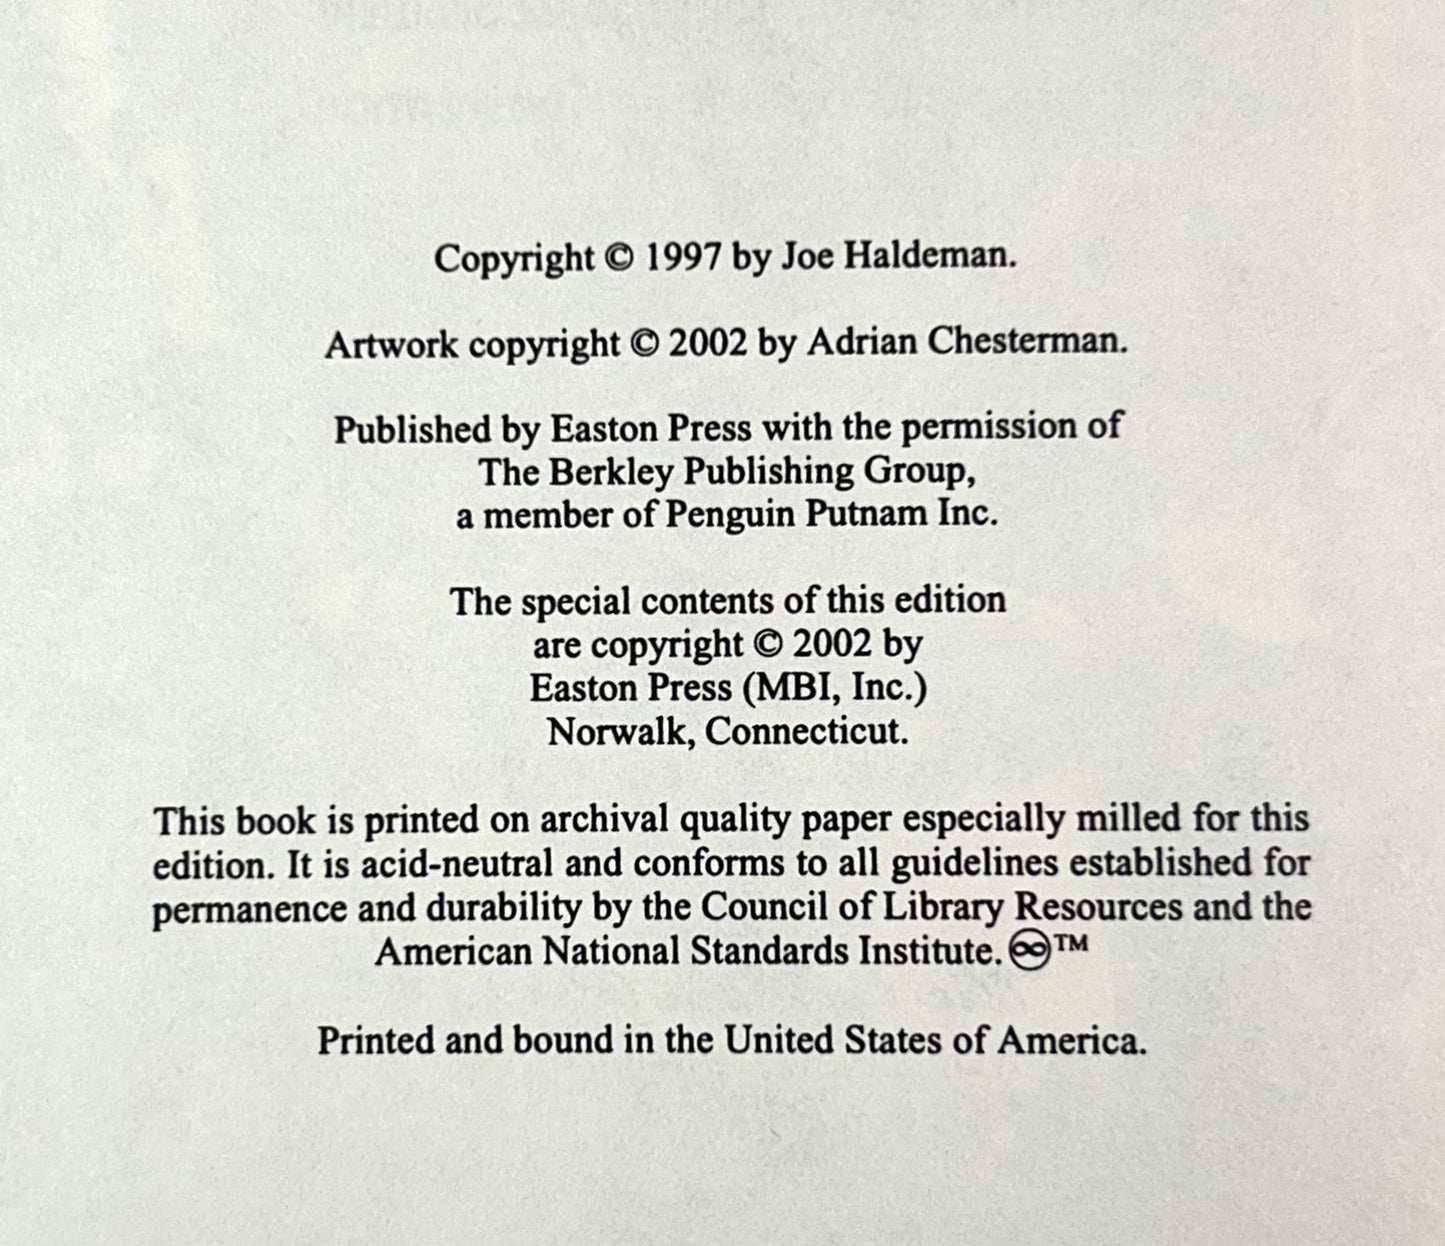 Copyright © 1997 by Joe Haldeman.
Artwork copyright © 2002 by Adrian Chesterman.
Published by Easton Press with the permission of
The Berkley Publishing Group,
a member of Penguin Putnam Inc.
The special contents of this edition
are copyright © 2002 by
Easton Press (MBI, Inc.)
Norwalk, Connecticut.
This book is printed on archival quality paper especially milled for this
edition. It is acid-neutral and conforms to all guidelines established for
permanence and durability by the Council of Library Resources and the
American National Standards Institute. ♾™
Printed and bound in the United States of America.